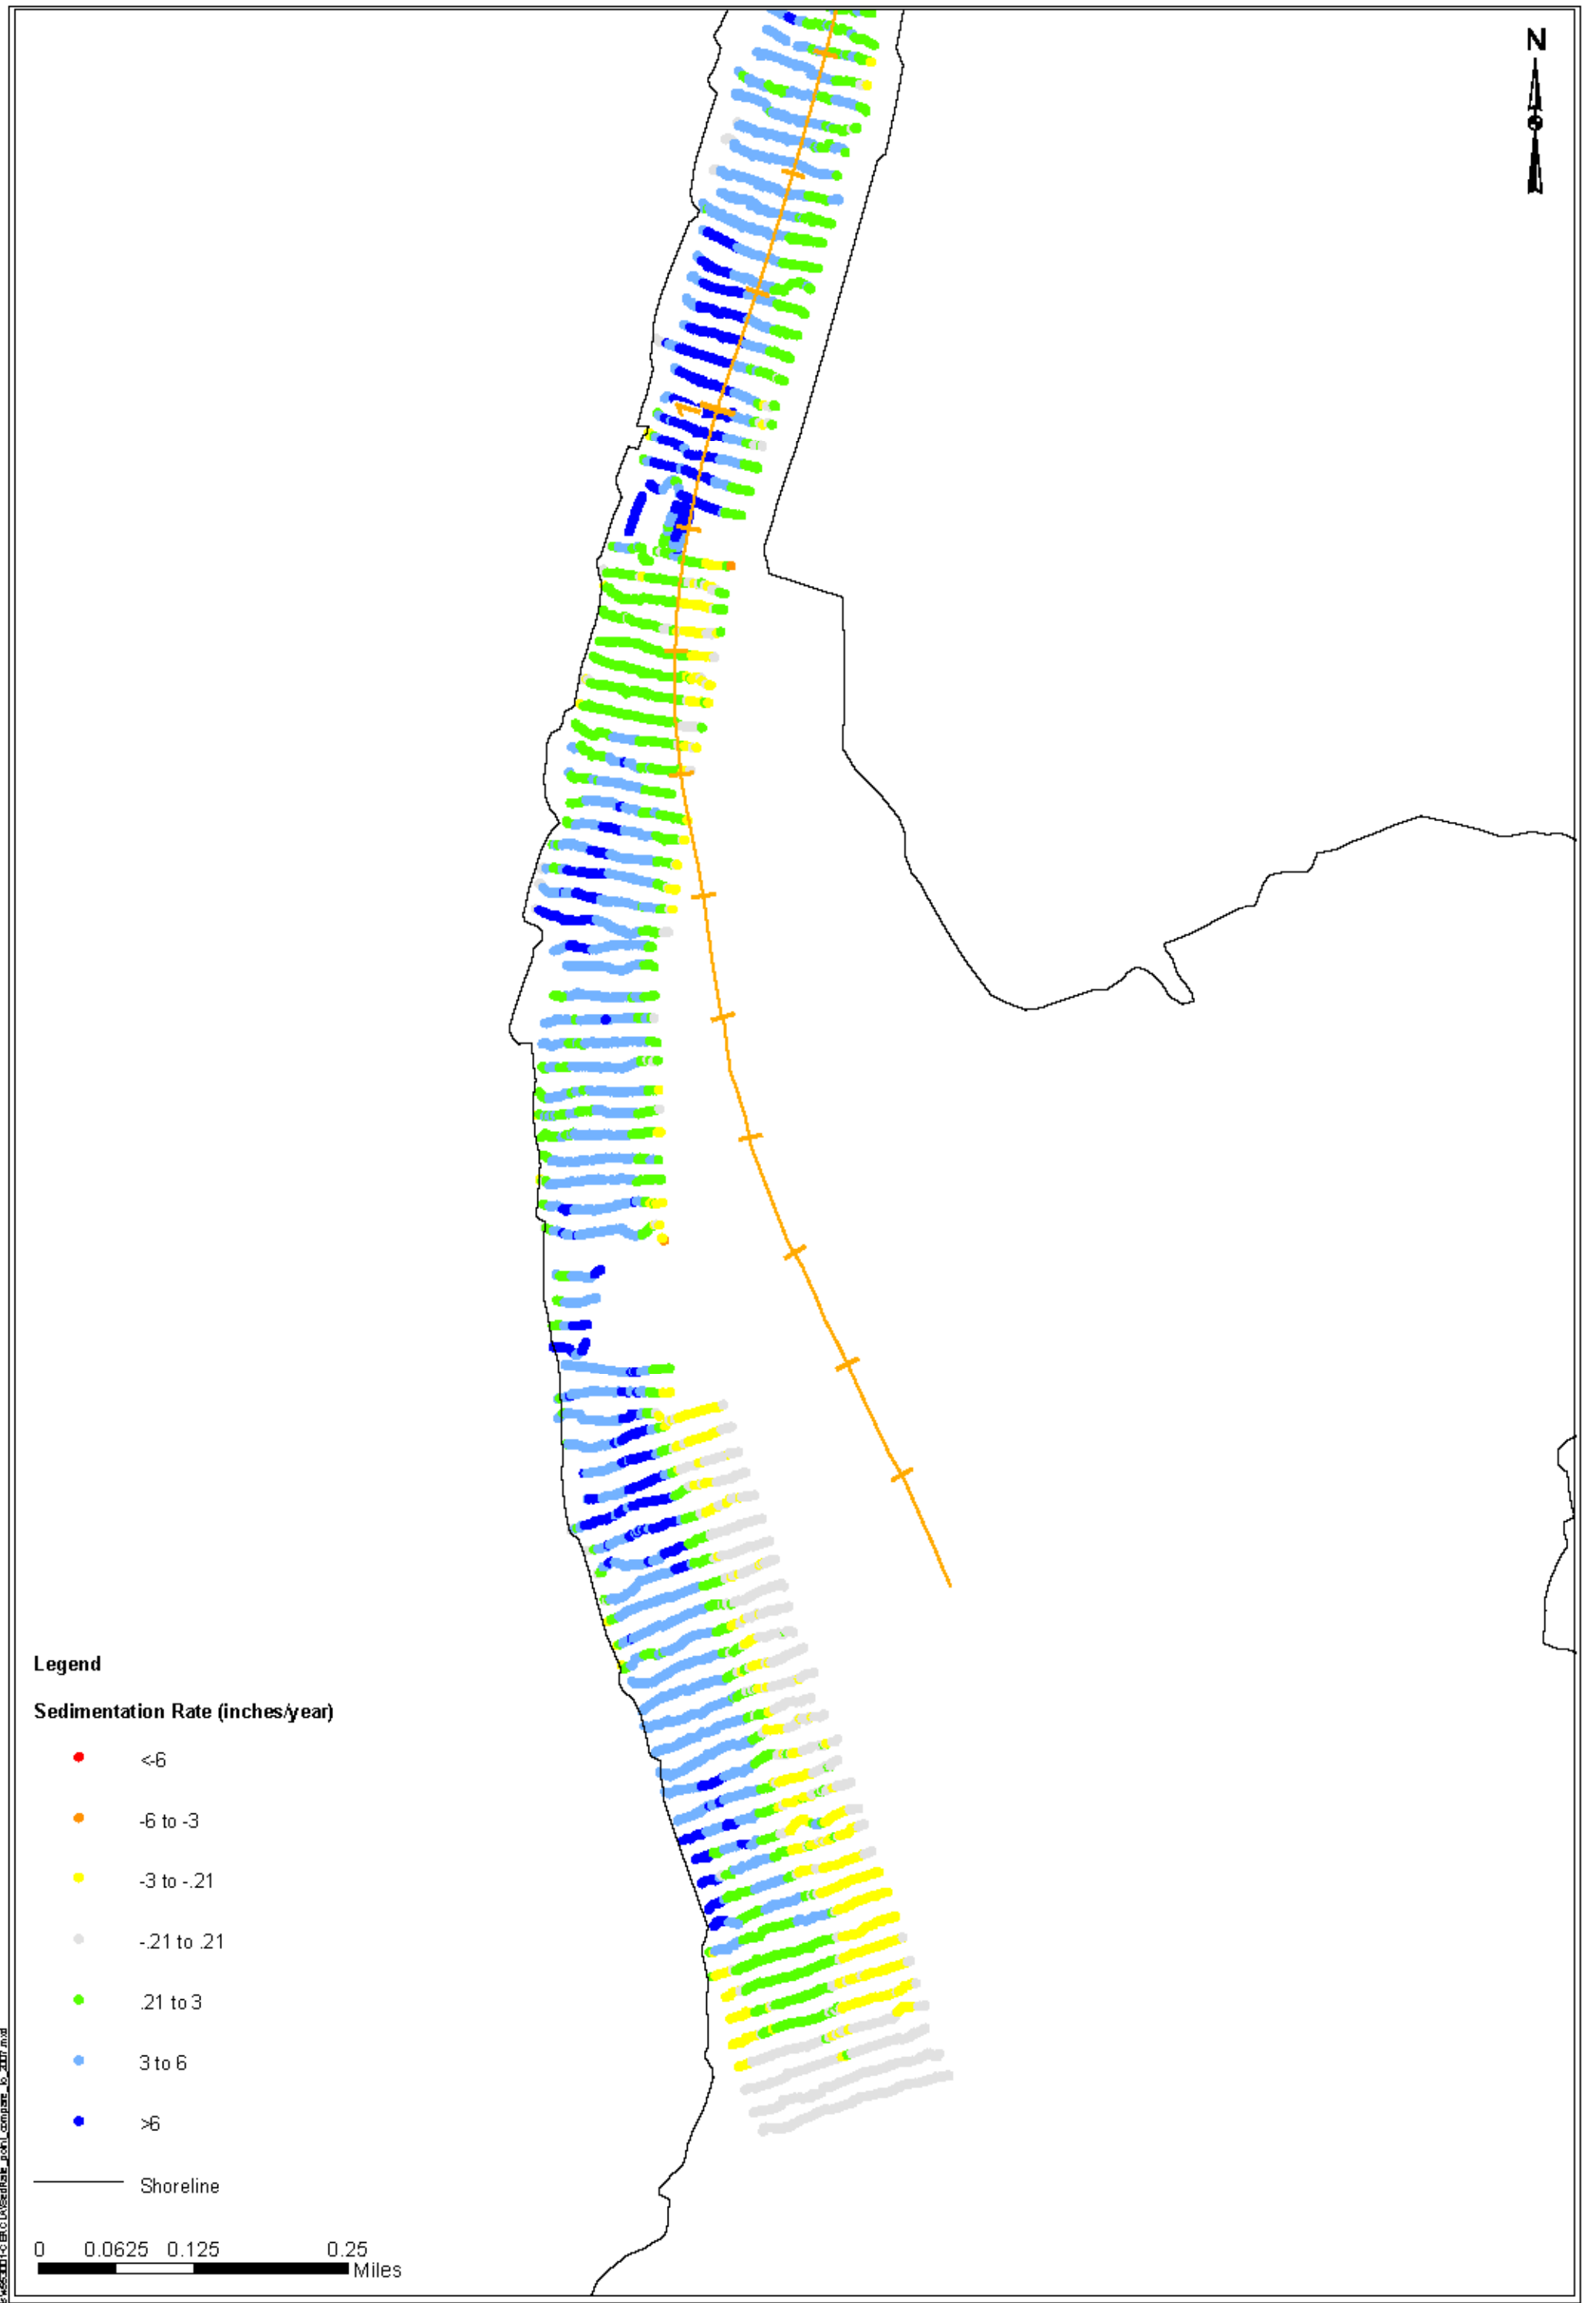 N
1
Legend
Sedimentation Rate (inches/year)
<-6
-6 to -3
-3 to -.21
-.21 to .21
.21 to 3
3 to 6
>6
Shoreline
0 0.0625 0.125 0.25
Miles